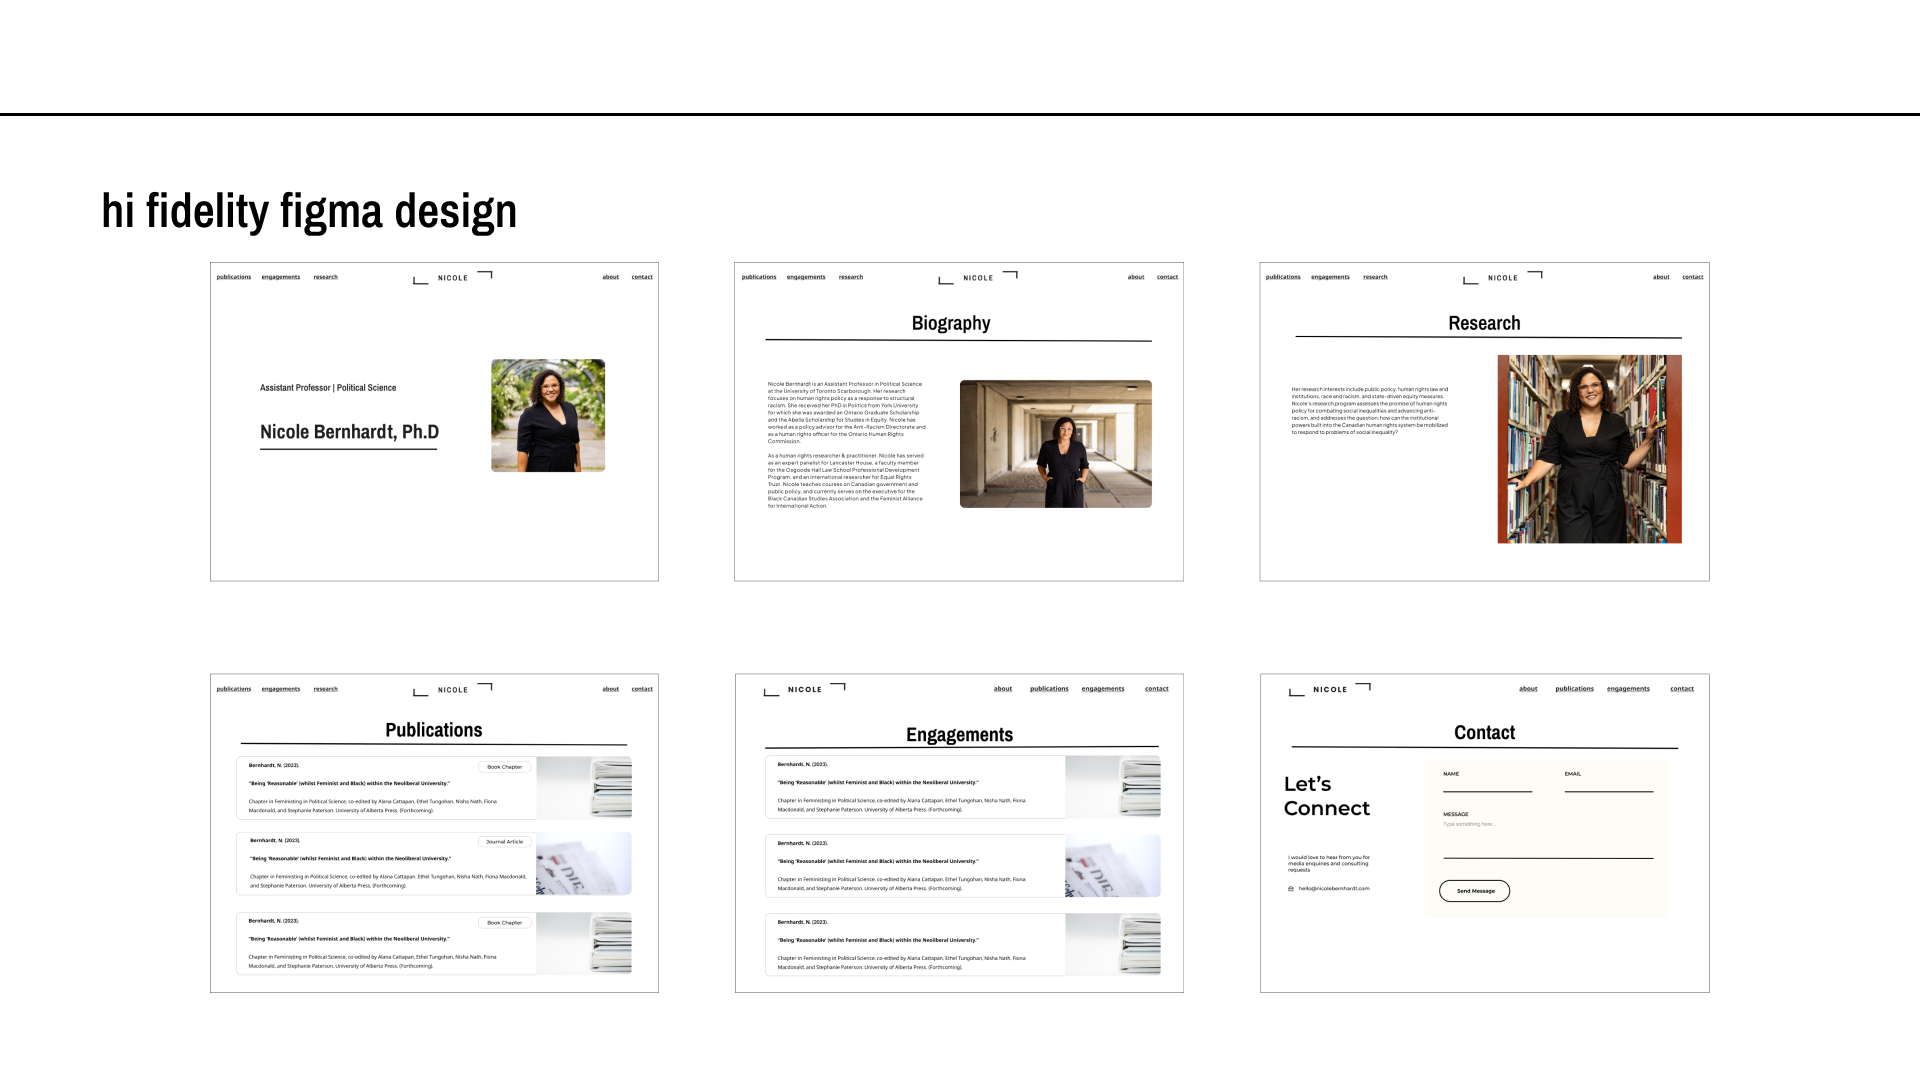 hi fidelity figma design
publications engagements research NICOLE about contact
Assistant Professor | Political Science
Nicole Bernhardt, Ph.D
publications engagements research NICOLE about contact
Biography
Nicole Bernhardt is an Assistant Professor in Political Science
at the University of Toronto Scarborough. Her research
focuses on human rights policy as a response to structural
racism. She received her PhD in Politics from York University
for which she was awarded an Ontario Graduate Scholarship
and the Abella Scholarship for Studies in Equity. Nicole has
worked as a policy advisor for the Anti-Racism Directorate and
as a human rights officer for the Ontario Human Rights
Commission.
As a human rights researcher & practitioner, Nicole has served
as an expert panelist for Lancaster House, a faculty member
for the Osgoode Hall Law School Professional Development
Program, and an international researcher for Equal Rights
Trust. Nicole teaches courses on Canadian government and
public policy, and currently serves on the executive for the
Black Canadian Studies Association and the Feminist Alliance
for International Action.
publications engagements research NICOLE about contact
Research
Her research interests include public policy, human rights law and
institutions, race and racism, and state-driven equity measures.
Nicole's research program assesses the promise of human rights
policy for combating social inequalities and advancing anti-
racism, and addresses the question: how can the institutional
powers built into the Canadian human rights system be mobilized
to respond to problems of social inequality?
publications engagements research NICOLE about contact
Publications
Bernhardt, N. (2023).
Book Chapter
"Being 'Reasonable' (whilst Feminist and Black) within the Neoliberal University."
Chapter in Feministing in Political Science, co-edited by Alana Cattapan, Ethel Tungohan, Nisha Nath, Fiona
Macdonald, and Stephanie Paterson. University of Alberta Press. (Forthcoming).
Bernhardt, N. (2023).
Journal Article
"Being 'Reasonable' (whilst Feminist and Black) within the Neoliberal University."
Chapter in Feministing in Political Science, co-edited by Alana Cattapan, Ethel Tungohan, Nisha Nath, Fiona Macdonald,
and Stephanie Paterson. University of Alberta Press. (Forthcoming).
DIE
Bernhardt, N. (2023).
Book Chapter
"Being 'Reasonable' (whilst Feminist and Black) within the Neoliberal University."
Chapter in Feministing in Political Science, co-edited by Alana Cattapan, Ethel Tungohan, Nisha Nath, Fiona
Macdonald, and Stephanie Paterson. University of Alberta Press. (Forthcoming).
NICOLE about publications engagements contact
Engagements
Bernhardt, N. (2023).
"Being 'Reasonable' (whilst Feminist and Black) within the Neoliberal University."
Chapter in Feministing in Political Science, co-edited by Alana Cattapan, Ethel Tungohan, Nisha Nath, Fiona
Macdonald, and Stephanie Paterson. University of Alberta Press. (Forthcoming).
Bernhardt, N. (2023).
"Being 'Reasonable' (whilst Feminist and Black) within the Neoliberal University."
Chapter in Feministing in Political Science, co-edited by Alana Cattapan, Ethel Tungohan, Nisha Nath, Fiona
Macdonald, and Stephanie Paterson. University of Alberta Press. (Forthcoming).
DIE
Bernhardt, N. (2023).
"Being 'Reasonable' (whilst Feminist and Black) within the Neoliberal University."
Chapter in Feministing in Political Science, co-edited by Alana Cattapan, Ethel Tungohan, Nisha Nath, Fiona
Macdonald, and Stephanie Paterson. University of Alberta Press. (Forthcoming).
NICOLE about publications engagements contact
Contact
Let's
Connect
I would love to hear from you for
media enquiries and consulting
requests
hello@nicolebernhardt.com
NAME EMAIL
MESSAGE
Type something here...
Send Message